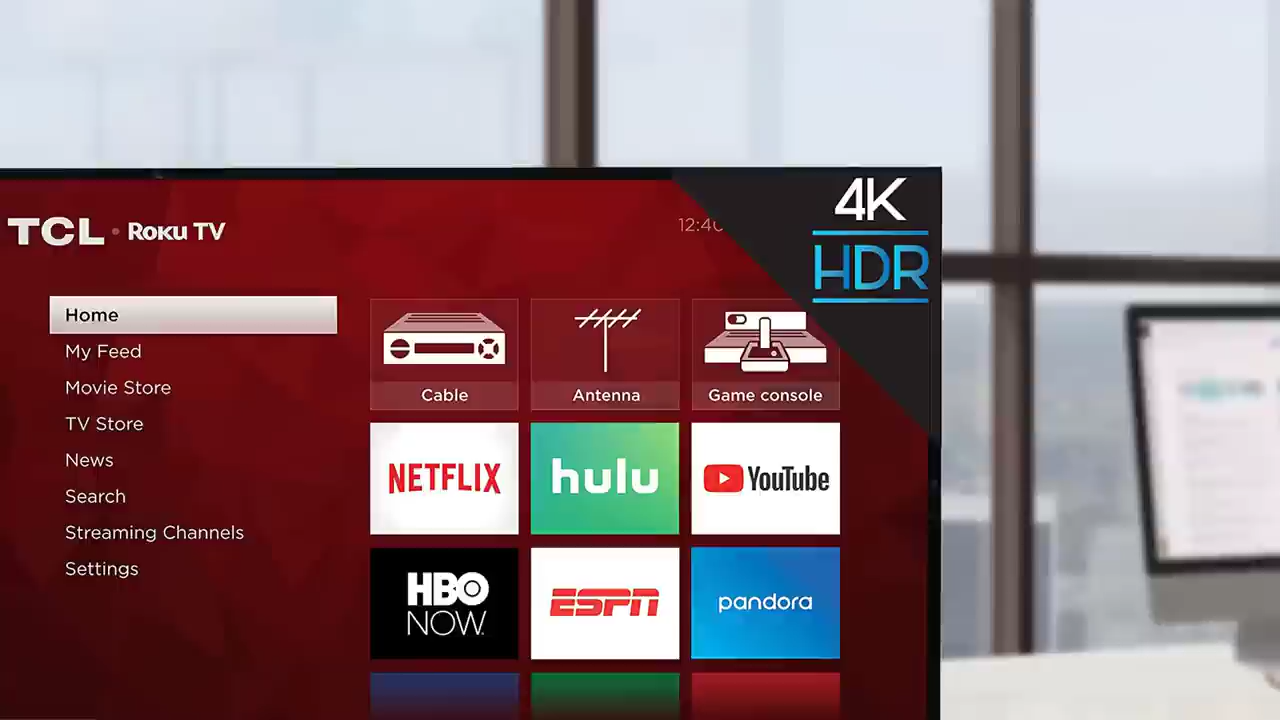 4K
HDR
TCL • Roku TV
12:40
Home
My Feed
Movie Store
TV Store
News
Search
Streaming Channels
Settings
Cable
Antenna
Game console
NETFLIX
hulu
YouTube
HBO
NOW
ESPN
pandora